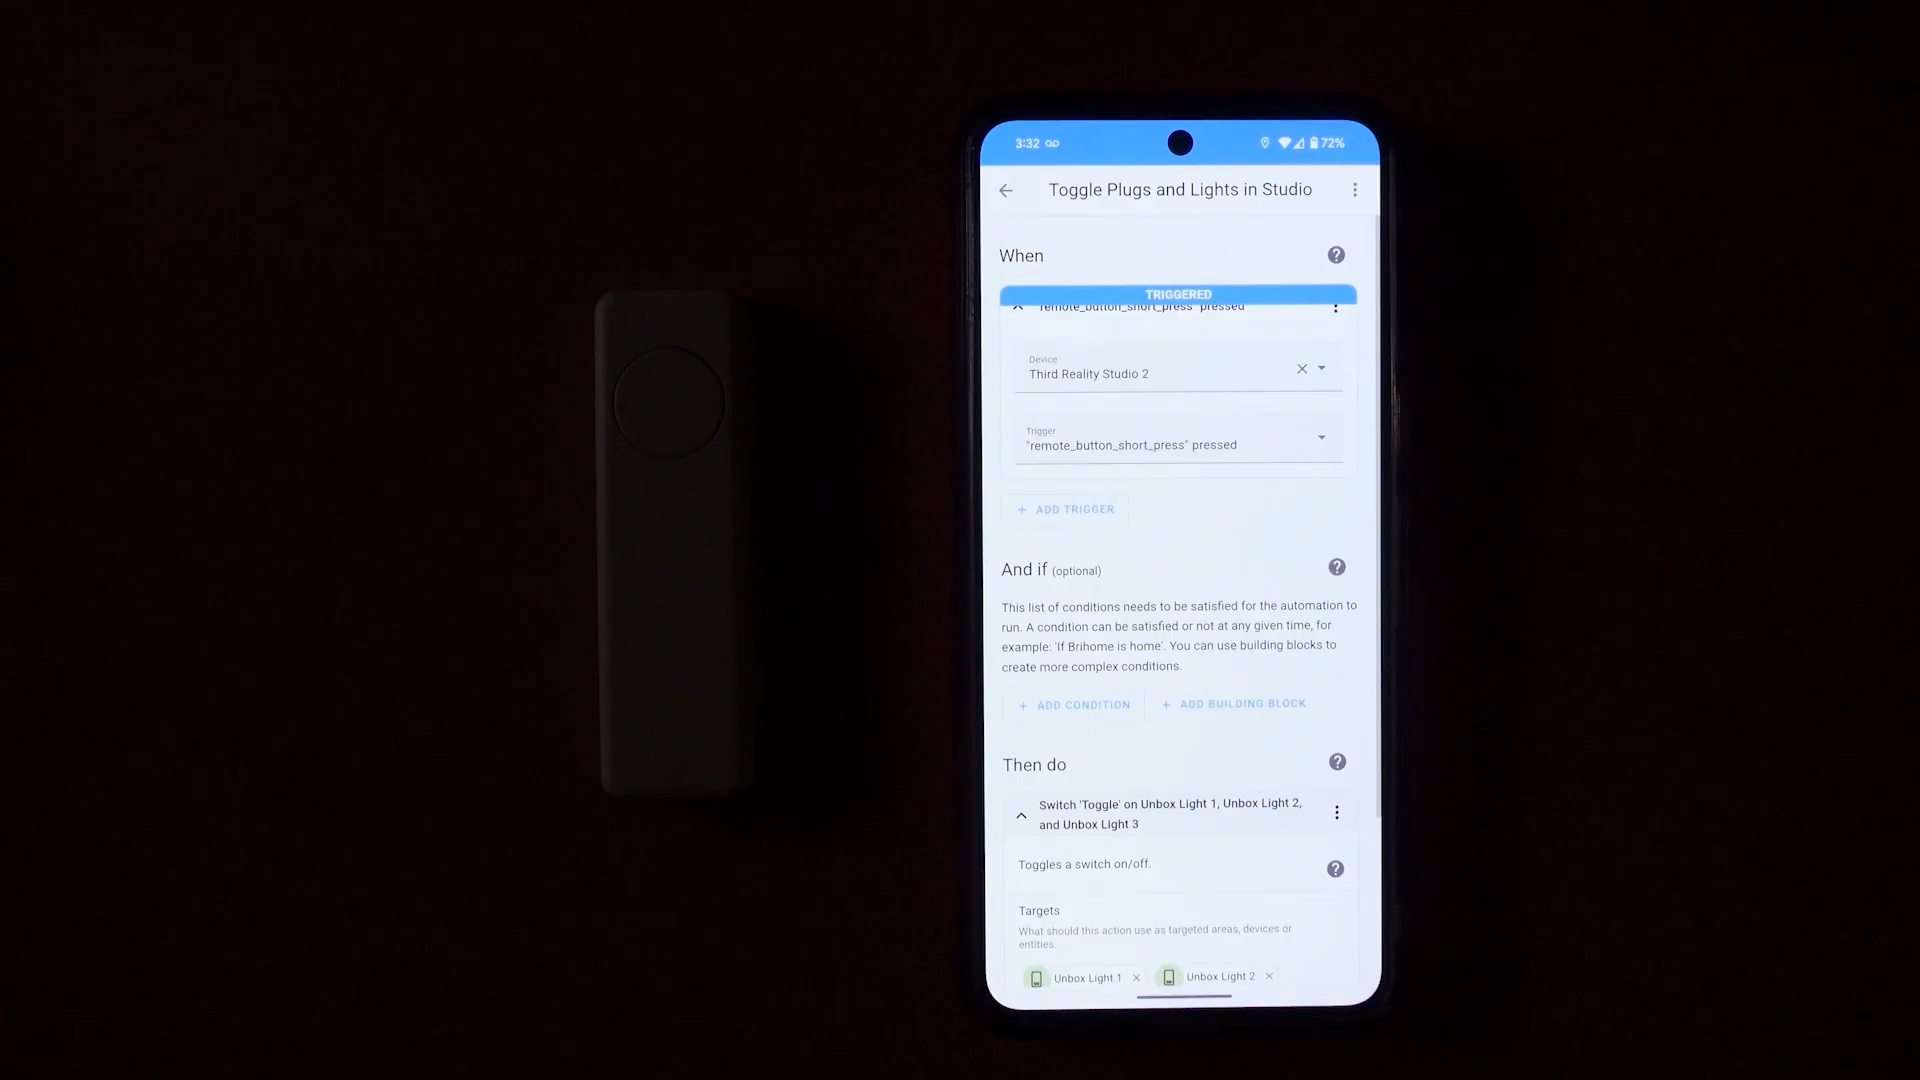 3:32
72%
Toggle Plugs and Lights in Studio
When
TRIGGERED
"remote_button_short_press" pressed
Device
Third Reality Studio 2
Trigger
"remote_button_short_press" pressed
+ ADD TRIGGER
And if (optional)
This list of conditions needs to be satisfied for the automation to
run. A condition can be satisfied or not at any given time, for
example: 'If Brihome is home'. You can use building blocks to
create more complex conditions.
+ ADD CONDITION + ADD BUILDING BLOCK
Then do
Switch 'Toggle' on Unbox Light 1, Unbox Light 2,
and Unbox Light 3
Toggles a switch on/off.
Targets
What should this action use as targeted areas, devices or
entities.
Unbox Light 1 Unbox Light 2